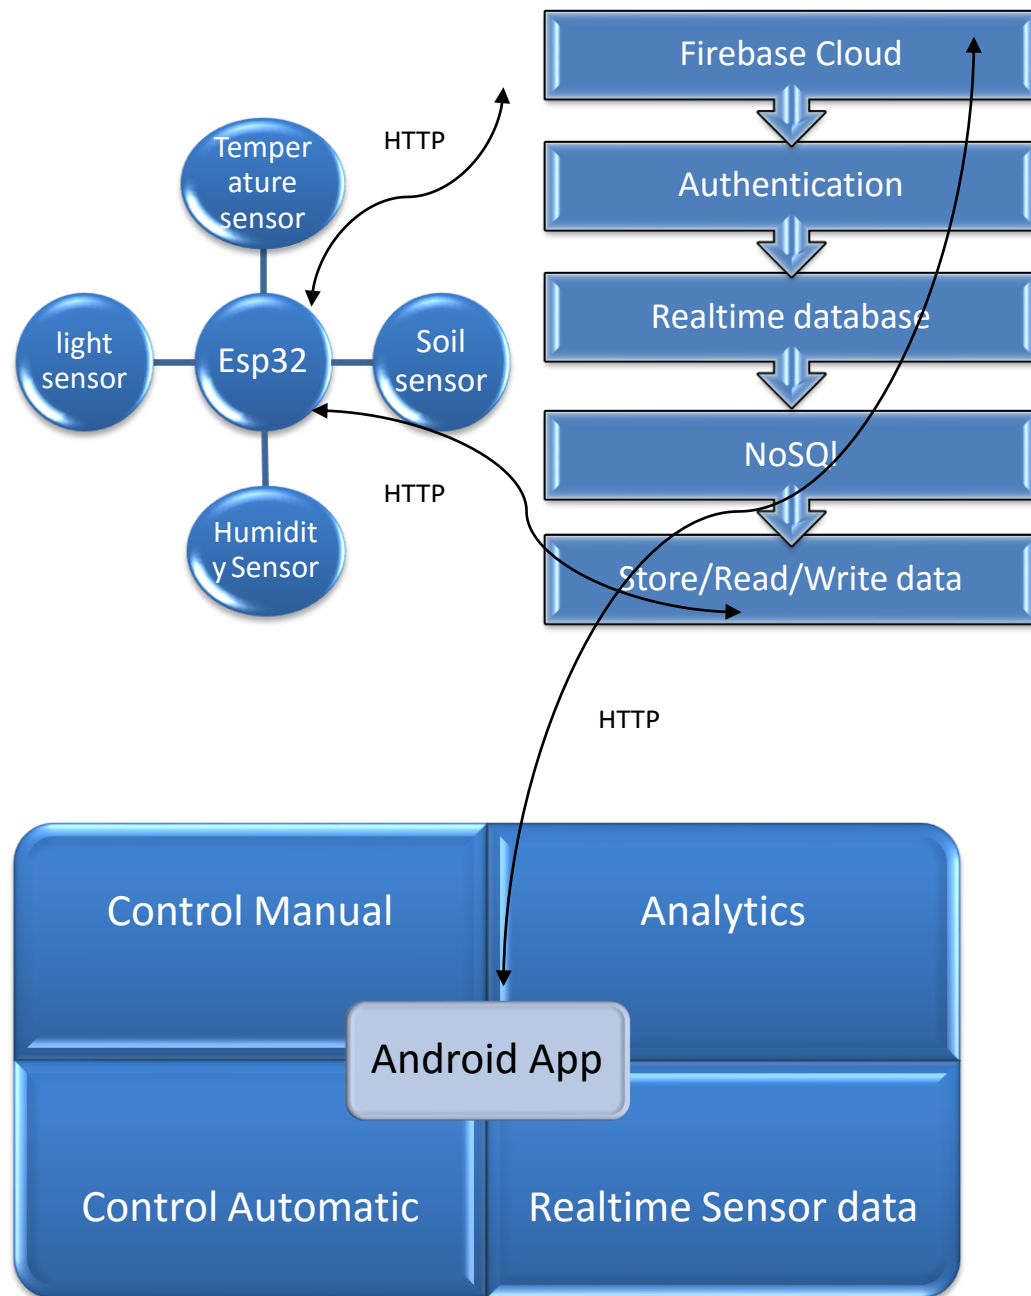 Firebase Cloud
HTTP
Temper
ature
sensor
Authentication
Realtime database
light
sensor
Esp32
Soil
sensor
NoSQl
HTTP
Humidit
y Sensor
Store/Read/Write data
HTTP
Control Manual
Analytics
Android App
Control Automatic
Realtime Sensor data